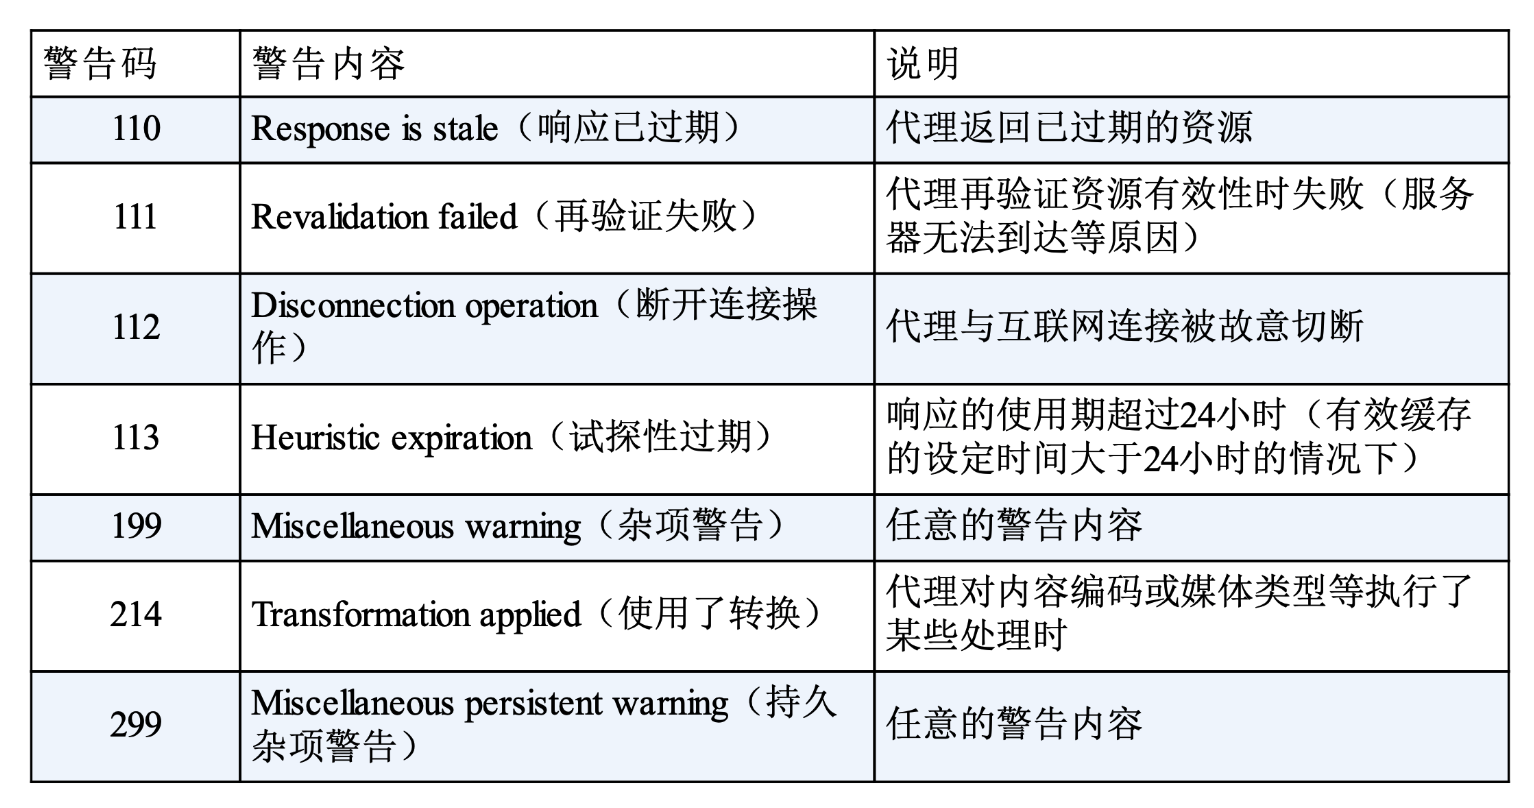 警告码 警告内容 说明
110 Response is stale（响应已过期） 代理返回已过期的资源
111 Revalidation failed（再验证失败） 代理再验证资源有效性时失败（服务
器无法到达等原因）
112 Disconnection operation（断开连接操
作） 代理与互联网连接被故意切断
113 Heuristic expiration（试探性过期） 响应的使用期超过24小时（有效缓存
的设定时间大于24小时的情况下）
199 Miscellaneous warning（杂项警告） 任意的警告内容
214 Transformation applied（使用了转换） 代理对内容编码或媒体类型等执行了
某些处理时
299 Miscellaneous persistent warning（持久
杂项警告） 任意的警告内容